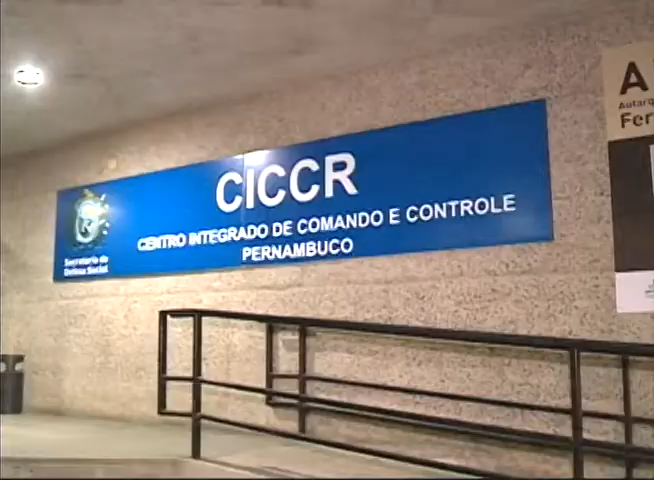 CICCR
CENTRO INTEGRADO DE COMANDO E CONTROLE
PERNAMBUCO
Secretaria de
Defesa Social
A
Autarq
Fer